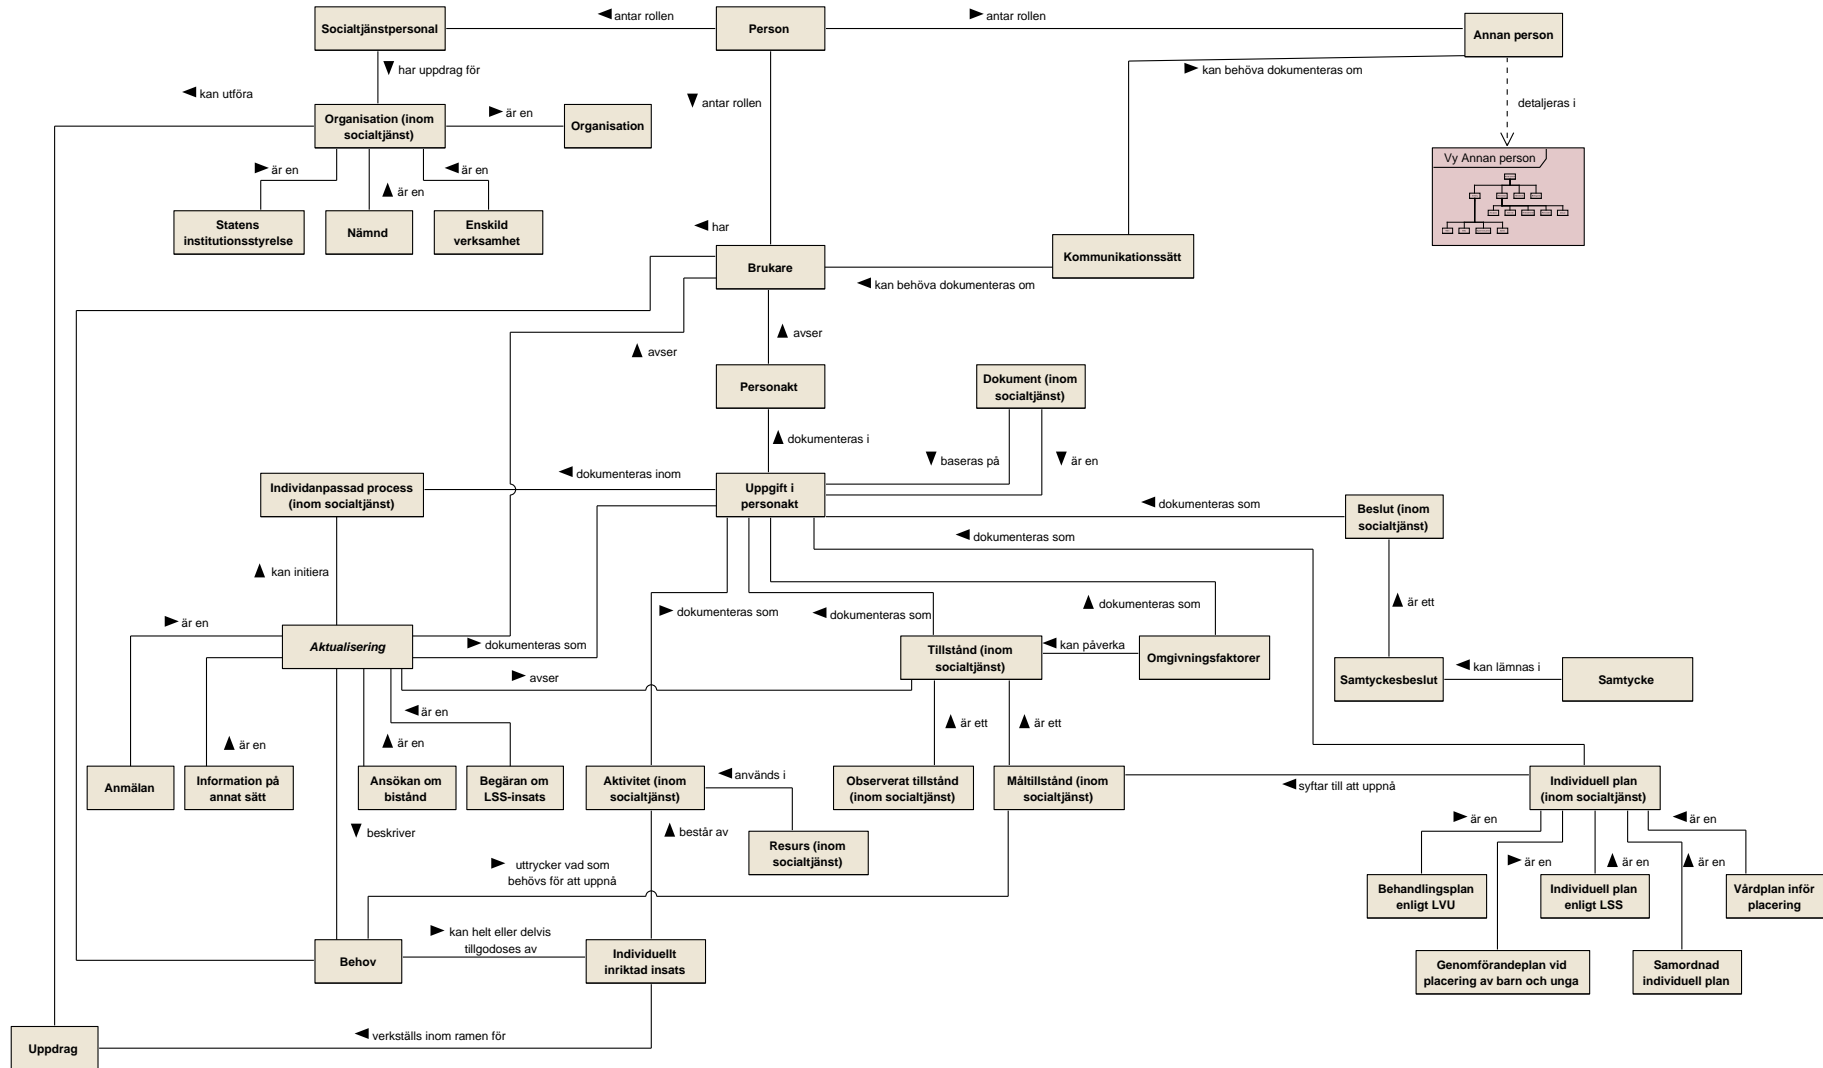 antar rollen
antar rollen
Socialtjänstpersonal
Person
Annan person
har uppdrag för
kan behöva dokumenteras om
kan utföra
antar rollen
detaljeras i
Organisation (inom
socialtjänst)
är en
Organisation
Vy Annan person
är en
är en
är en
Statens
institutionsstyrelse
Nämnd
Enskild
verksamhet
har
Brukare
Kommunikationssätt
kan behöva dokumenteras om
avser
avser
Personakt
Dokument (inom
socialtjänst)
dokumenteras i
baseras på
är en
dokumenteras inom
Individanpassad process
(inom socialtjänst)
Uppgift i
personakt
dokumenteras som
Beslut (inom
socialtjänst)
dokumenteras som
kan initiera
är ett
är en
dokumenteras som
dokumenteras som
dokumenteras som
Aktualisering
dokumenteras som
Tillstånd (inom
socialtjänst)
kan påverka
Omgivningsfaktorer
avser
Samtyckesbeslut
kan lämnas i
Samtycke
är en
är en
är en
är ett
är ett
Anmälan
Information på
annat sätt
Ansökan om
bistånd
Begäran om
LSS-insats
Aktivitet (inom
socialtjänst)
används i
Observerat tillstånd
(inom socialtjänst)
Måltillstånd (inom
socialtjänst)
syftar till att uppnå
Individuell plan
(inom socialtjänst)
beskriver
består av
Resurs (inom
socialtjänst)
är en
är en
är en
är en
är en
uttrycker vad som
behövs för att uppnå
Behandlingsplan
enligt LVU
Individuell plan
enligt LSS
Vårdplan inför
placering
kan helt eller delvis
tillgodoses av
Behov
Individuellt
inriktad insats
Genomförandeplan vid
placering av barn och unga
Samordnad
individuell plan
verkställs inom ramen för
Uppdrag